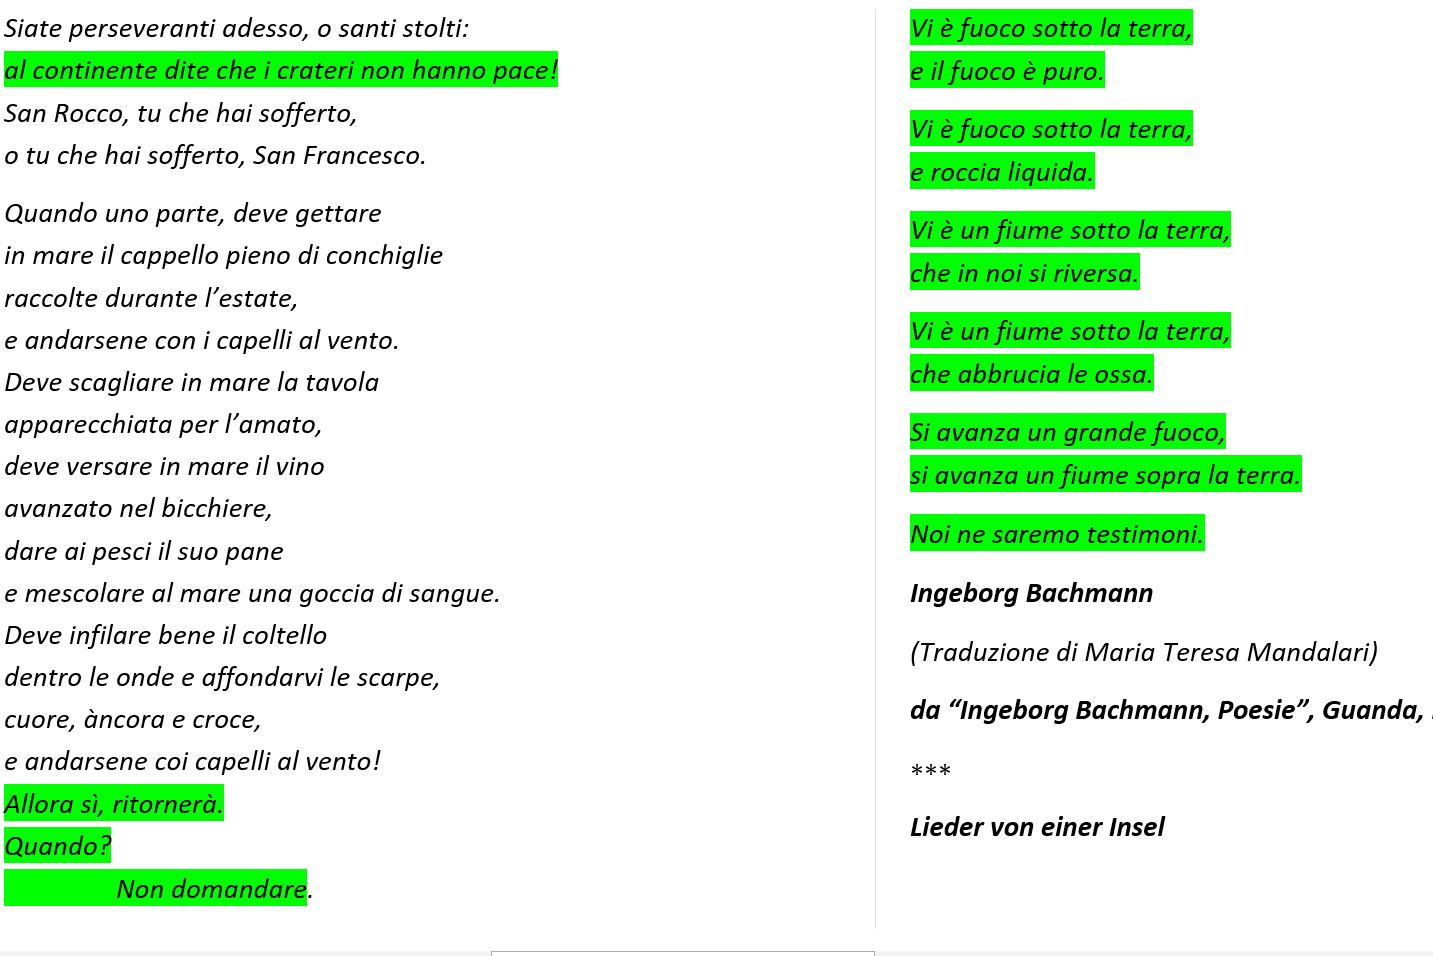 Siate perseveranti adesso, o santi stolti:
al continente dite che i crateri non hanno pace!
San Rocco, tu che hai sofferto,
o tu che hai sofferto, San Francesco.
Quando uno parte, deve gettare
in mare il cappello pieno di conchiglie
raccolte durante l’estate,
e andarsene con i capelli al vento.
Deve scagliare in mare la tavola
apparecchiata per l’amato,
deve versare in mare il vino
avanzato nel bicchiere,
dare ai pesci il suo pane
e mescolare al mare una goccia di sangue.
Deve infilare bene il coltello
dentro le onde e affondarvi le scarpe,
cuore, àncora e croce,
e andarsene coi capelli al vento!
Allora sì, ritornerà.
Quando?
Non domandare.
Vi è fuoco sotto la terra,
e il fuoco è puro.
Vi è fuoco sotto la terra,
e roccia liquida.
Vi è un fiume sotto la terra,
che in noi si riversa.
Vi è un fiume sotto la terra,
che abbrucia le ossa.
Si avanza un grande fuoco,
si avanza un fiume sopra la terra.
Noi ne saremo testimoni.
Ingeborg Bachmann
(Traduzione di Maria Teresa Mandalari)
da “Ingeborg Bachmann, Poesie”, Guanda,
***
Lieder von einer Insel